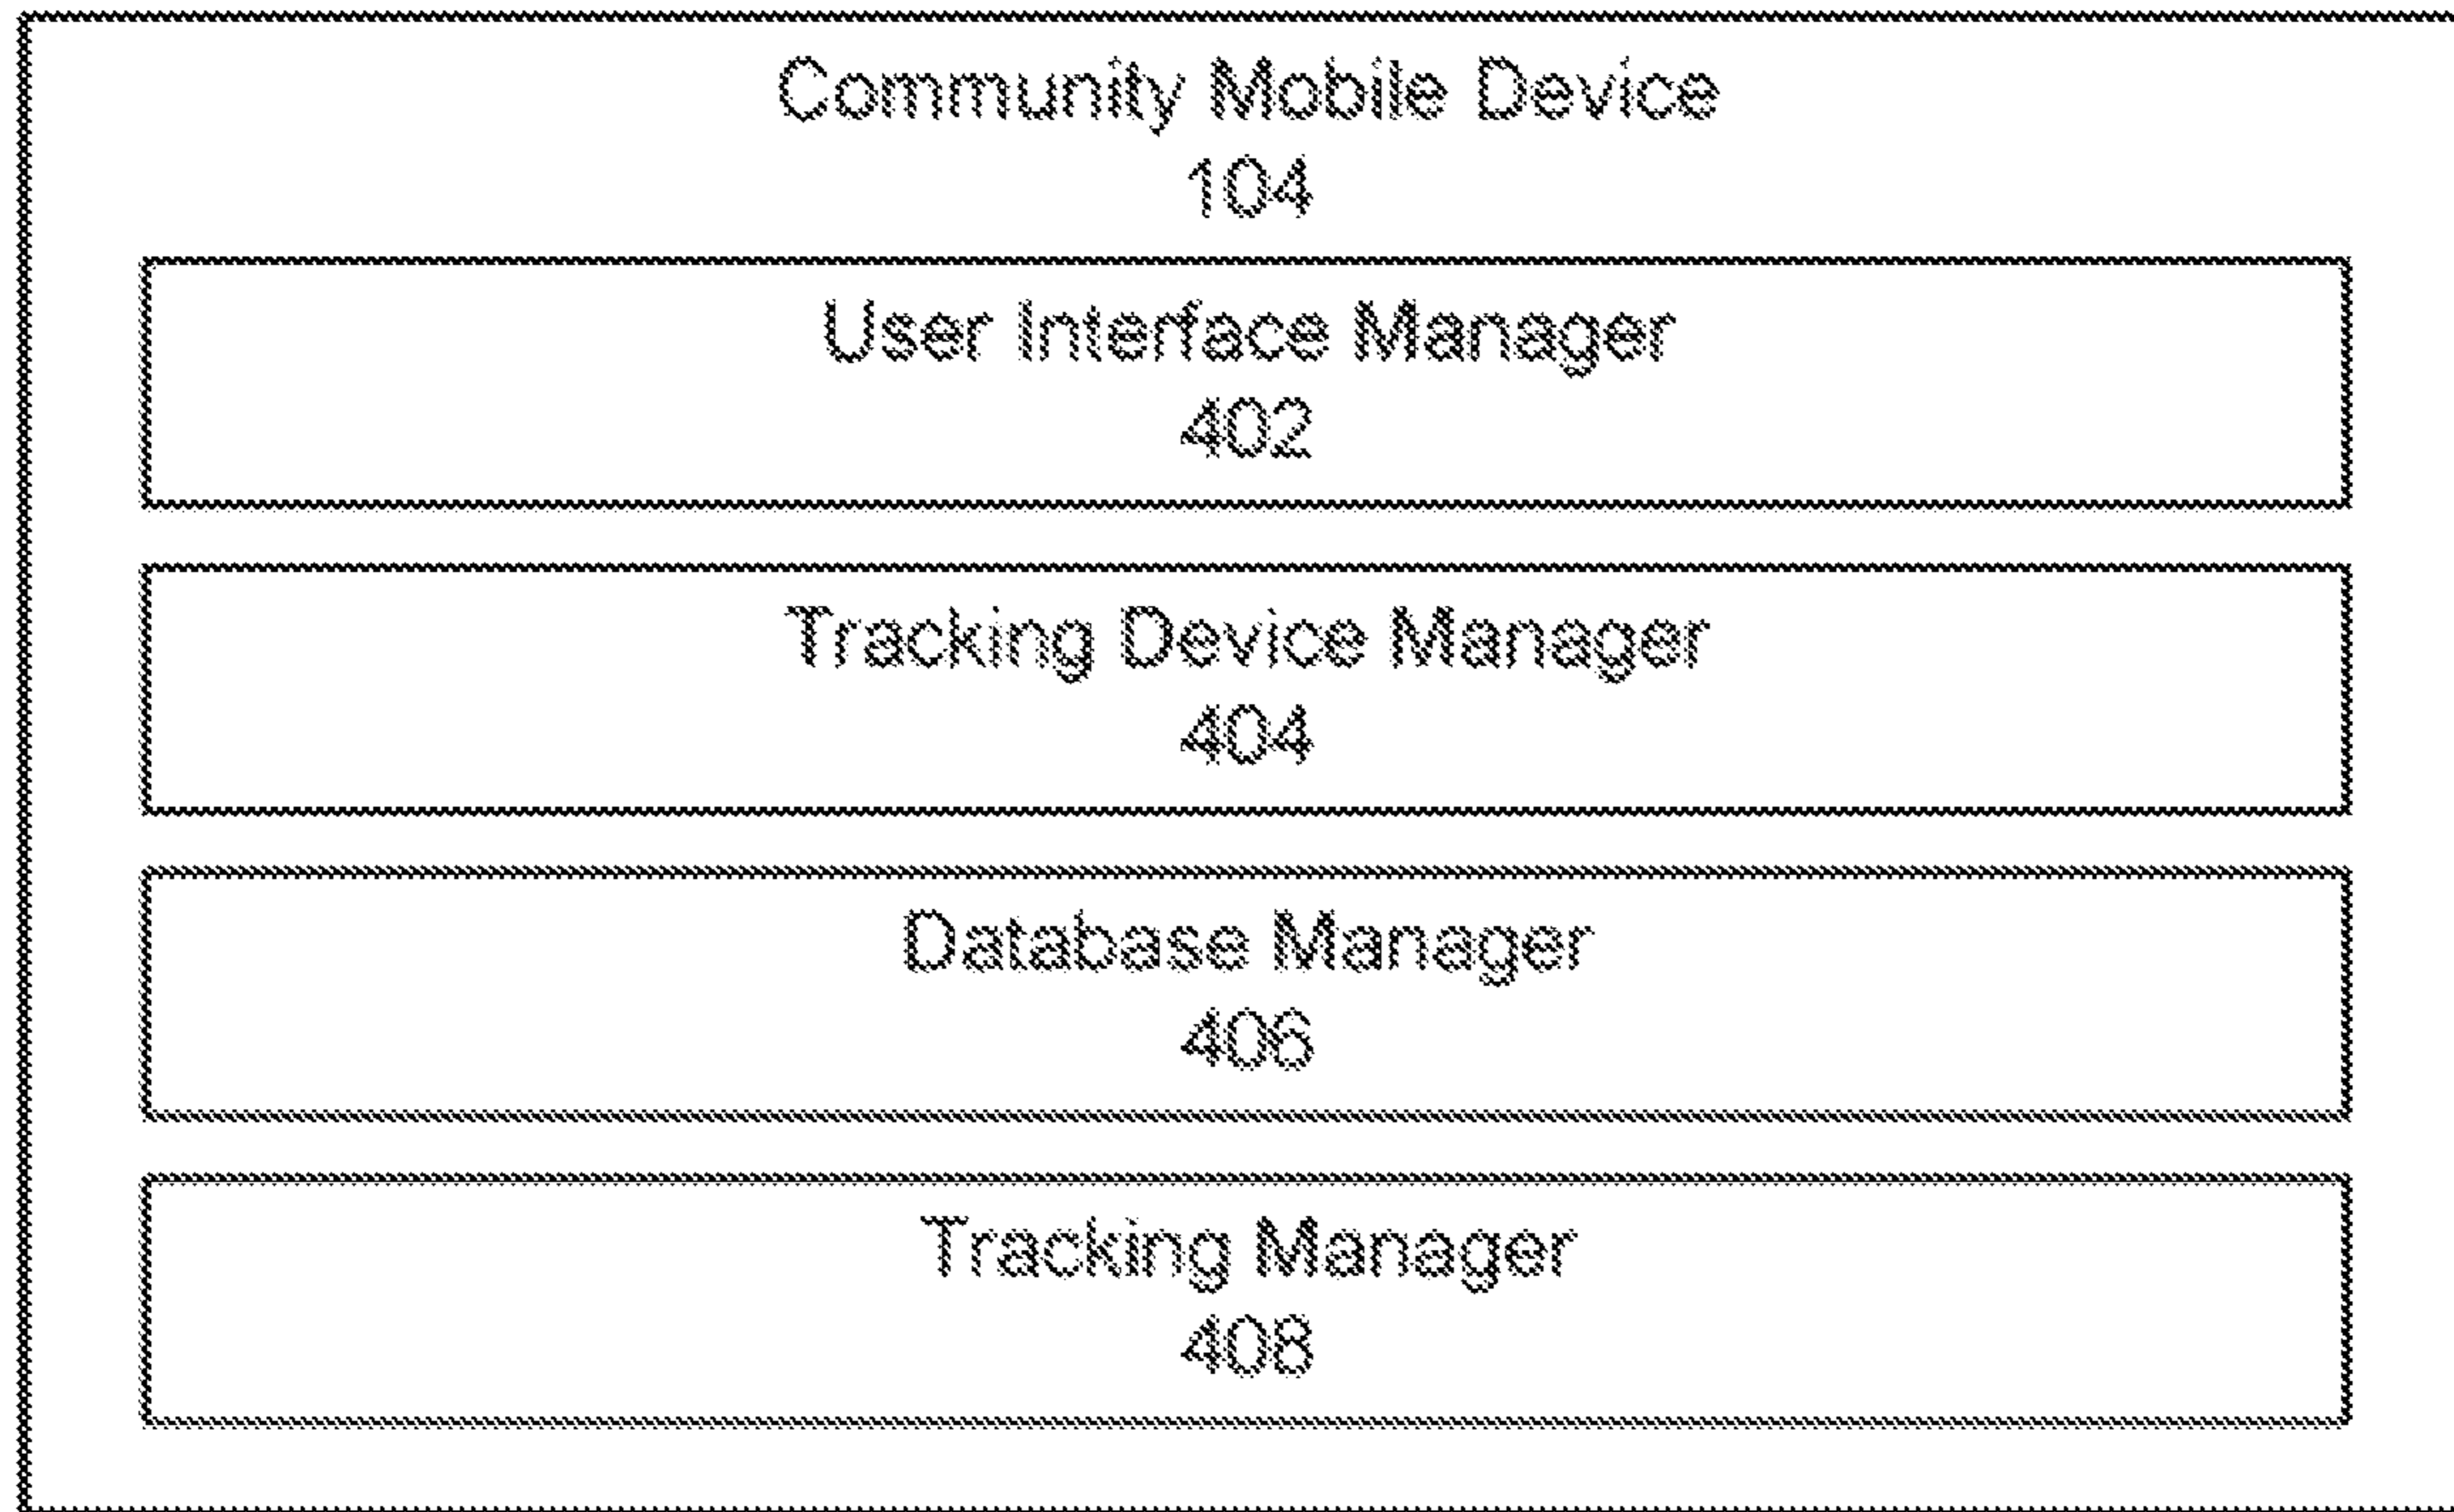 Community Mobile Device
104
User Interface Manager
402
Tracking Device Manager
404
Database Manager
406
Tracking Manager
408